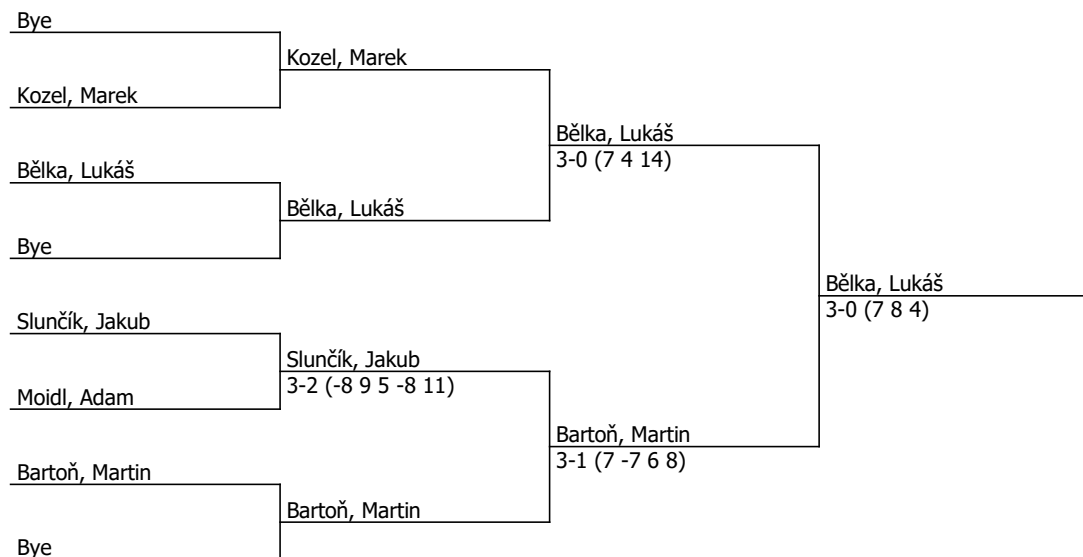 Bye
Kozel, Marek
Kozel, Marek
Bělka, Lukáš
3-0 (7 4 14)
Bělka, Lukáš
Bělka, Lukáš
Bye
Bělka, Lukáš
3-0 (7 8 4)
Slunčík, Jakub
Slunčík, Jakub
3-2 (-8 9 5 -8 11)
Moidl, Adam
Bartoň, Martin
3-1 (7 -7 6 8)
Bartoň, Martin
Bartoň, Martin
Bye